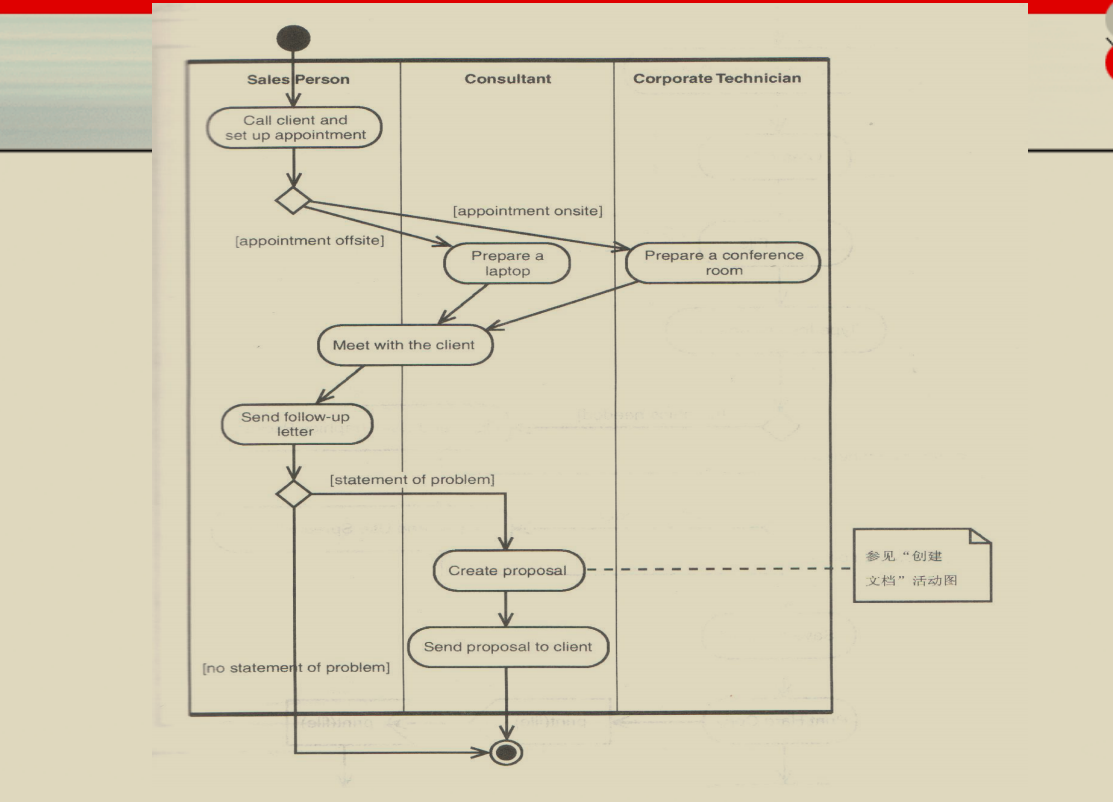 Sales Person
Consultant
Corporate Technician
Call client and
set up appointment
[appointment onsite]
[appointment offsite]
Prepare a
laptop
Prepare a conference
room
Meet with the client
Send follow-up
letter
[statement of problem]
Create proposal
参见“创建
文档”活动图
Send proposal to client
[no statement of problem]